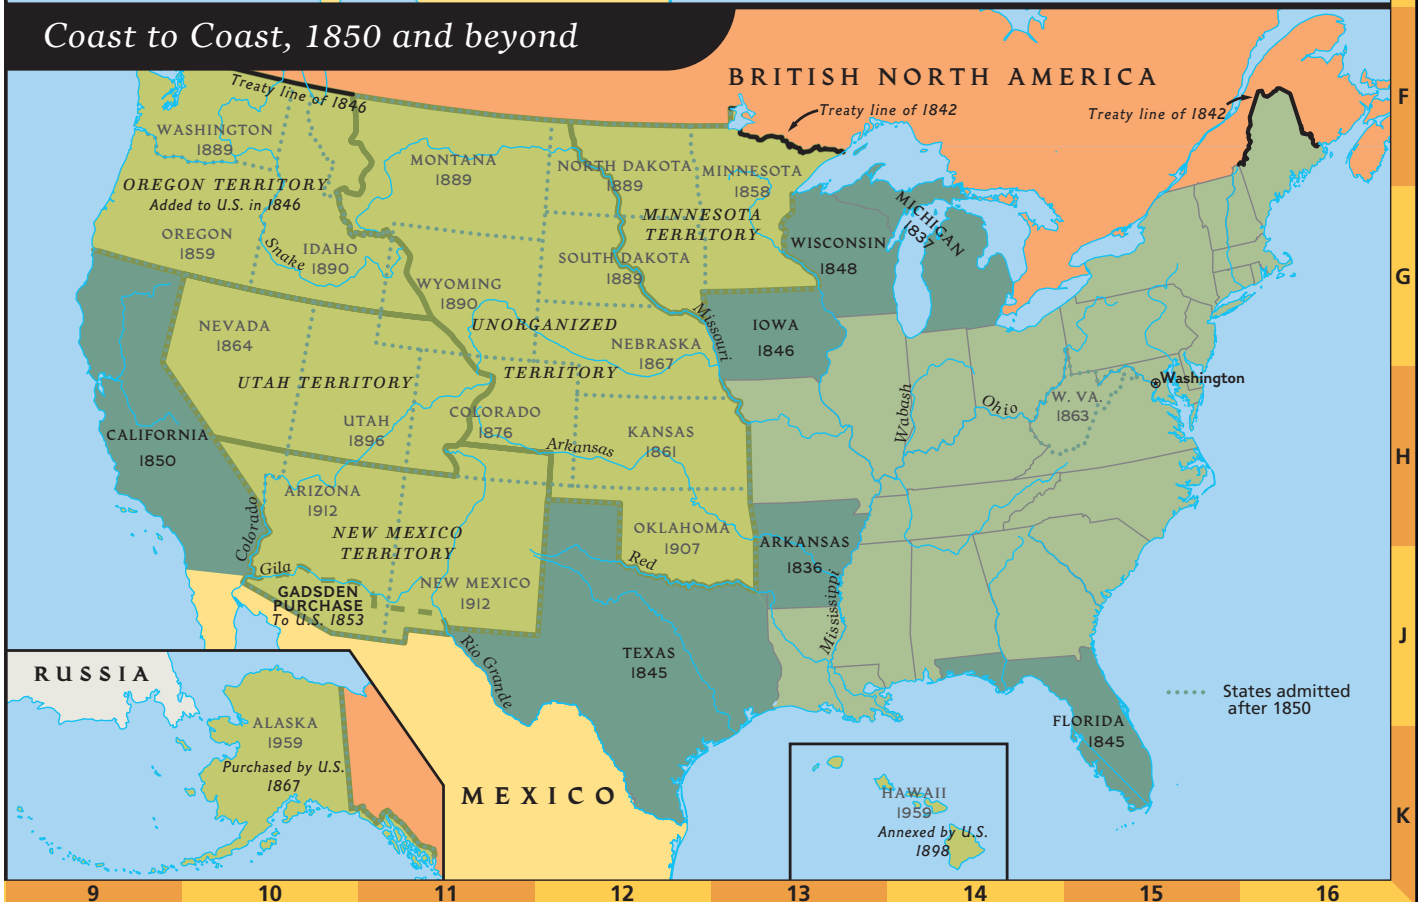 Coast to Coast, 1850 and beyond
BRITISH NORTH AMERICA
Treaty line of 1846
Treaty line of 1842
Treaty line of 1842
F
WASHINGTON
1889
OREGON TERRITORY
Added to U.S. in 1846
OREGON
1859
Snake
IDAHO
1890
MONTANA
1889
NORTH DAKOTA
1889
MINNESOTA
1858
MINNESOTA
TERRITORY
WISCONSIN
1848
MICHIGAN
1837
SOUTH DAKOTA
1889
WYOMING
1890
G
NEVADA
1864
UNORGANIZED
TERRITORY
NEBRASKA
1867
Missouri
IOWA
1846
UTAH TERRITORY
UTAH
1896
COLORADO
1876
Arkansas
KANSAS
1861
Wabash
Ohio
W. VA.
1863
Washington
CALIFORNIA
1850
H
ARIZONA
1912
Colorado
NEW MEXICO
TERRITORY
OKLAHOMA
1907
Red
ARKANSAS
1836
Mississippi
Gila
GADSDEN
PURCHASE
To U.S. 1853
NEW MEXICO
1912
Rio Grande
TEXAS
1845
J
RUSSIA
ALASKA
1959
Purchased by U.S.
1867
MEXICO
FLORIDA
1845
States admitted
after 1850
HAWAII
1959
Annexed by U.S.
1898
K
9
10
11
12
13
14
15
16